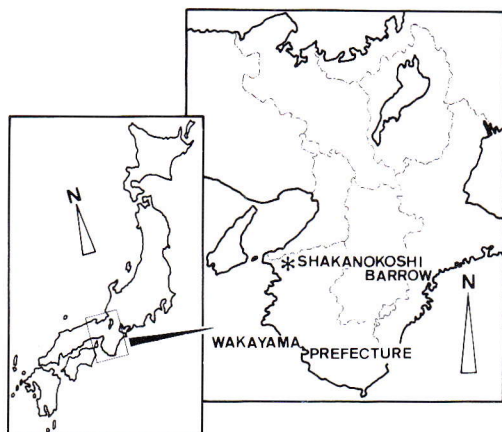 N
*SHAKANOKOSHI
BARROW
N
WAKAYAMA
PREFECTURE